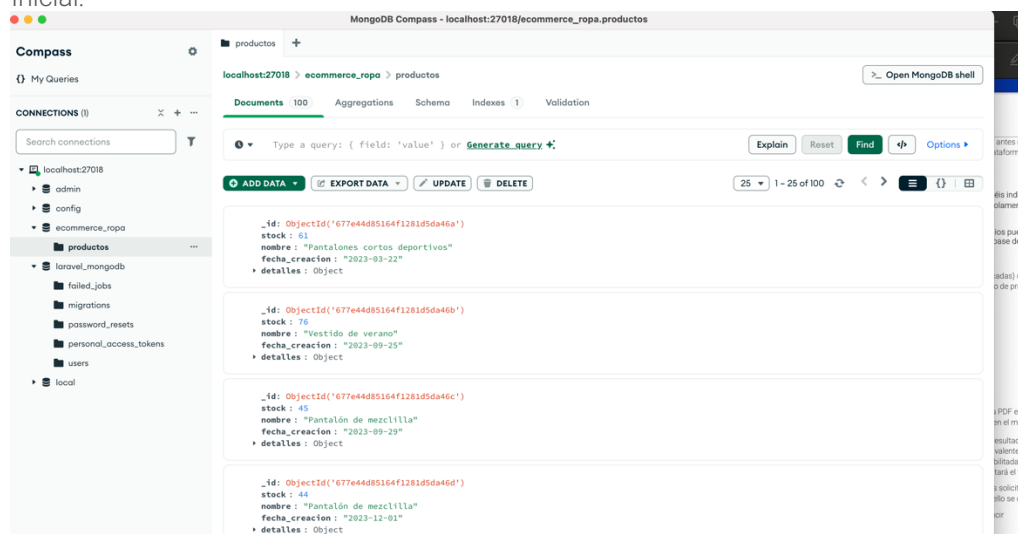 inicial.
MongoDB Compass - localhost:27018/ecommerce_ropa.productos
Compass
productos
My Queries
localhost:27018 > ecommerce_ropa > productos
>_ Open MongoDB shell
CONNECTIONS (1)
Documents 100 Aggregations Schema Indexes 1 Validation
Search connections
Type a query: { field: 'value' } or Generate query
Explain Reset Find </> Options
localhost:27018
admin
config
ecommerce_ropa
productos
laravel_mongodb
failed_jobs
migrations
password_resets
personal_access_tokens
users
local
ADD DATA EXPORT DATA UPDATE DELETE
25 1 – 25 of 100
_id: ObjectId('677e44d85164f1281d5da46a')
stock : 61
nombre : "Pantalones cortos deportivos"
fecha_creacion : "2023-03-22"
detalles : Object
_id: ObjectId('677e44d85164f1281d5da46b')
stock : 76
nombre : "Vestido de verano"
fecha_creacion : "2023-09-25"
detalles : Object
_id: ObjectId('677e44d85164f1281d5da46c')
stock : 45
nombre : "Pantalón de mezclilla"
fecha_creacion : "2023-09-29"
detalles : Object
_id: ObjectId('677e44d85164f1281d5da46d')
stock : 44
nombre : "Pantalón de mezclilla"
fecha_creacion : "2023-12-01"
detalles : Object